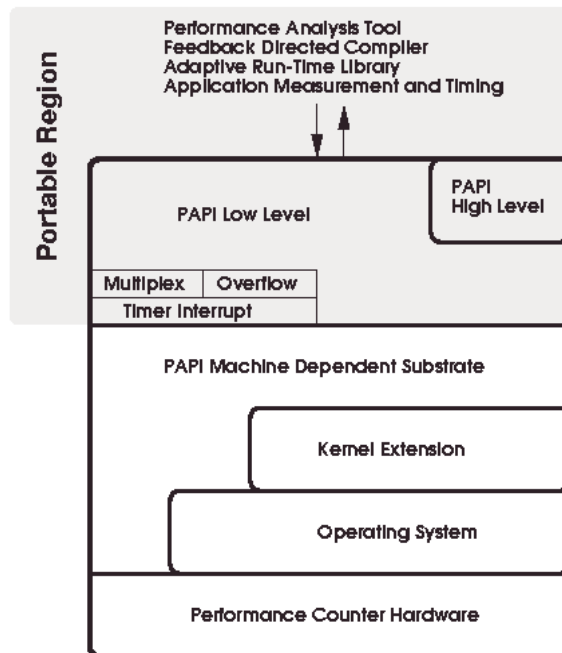 Performance Analysis Tool
Feedback Directed Compiler
Adaptive Run-Time Library
Application Measurement and Timing
Portable Region
PAPI Low Level
PAPI
High Level
Multiplex
Overflow
Timer Interrupt
PAPI Machine Dependent Substrate
Kernel Extension
Operating System
Performance Counter Hardware